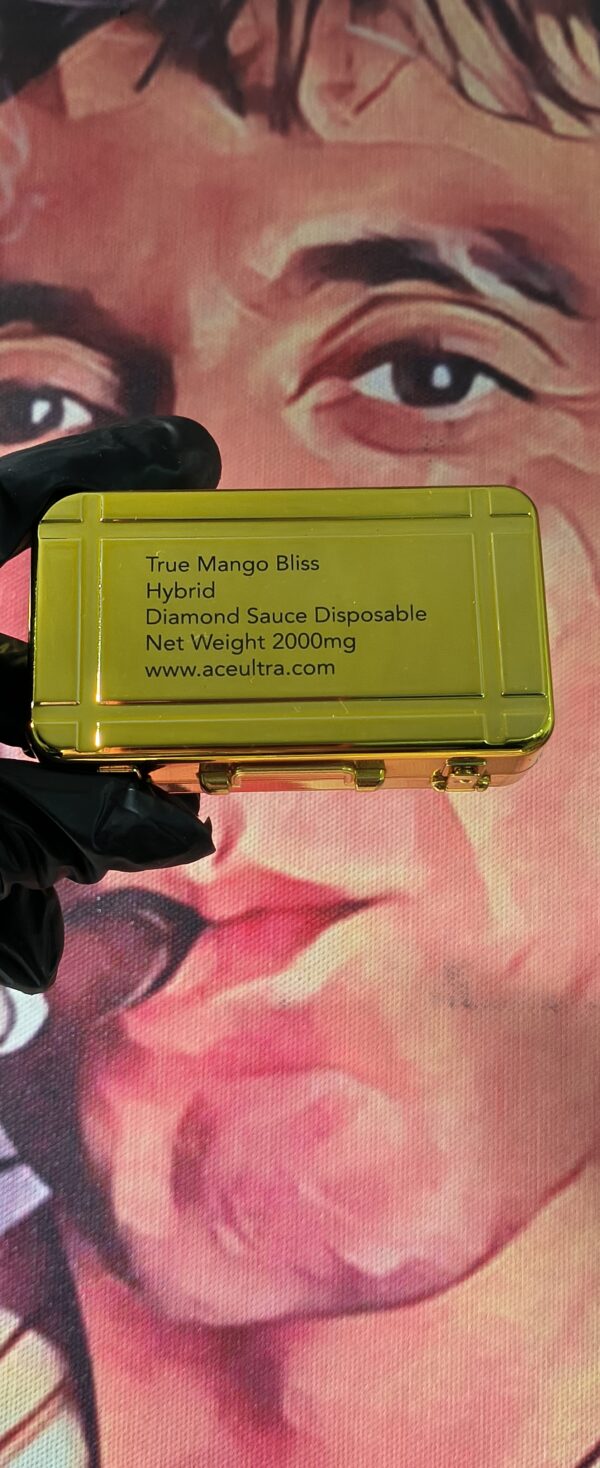 True Mango Bliss
Hybrid
Diamond Sauce Disposable
Net Weight 2000mg
www.aceultra.com